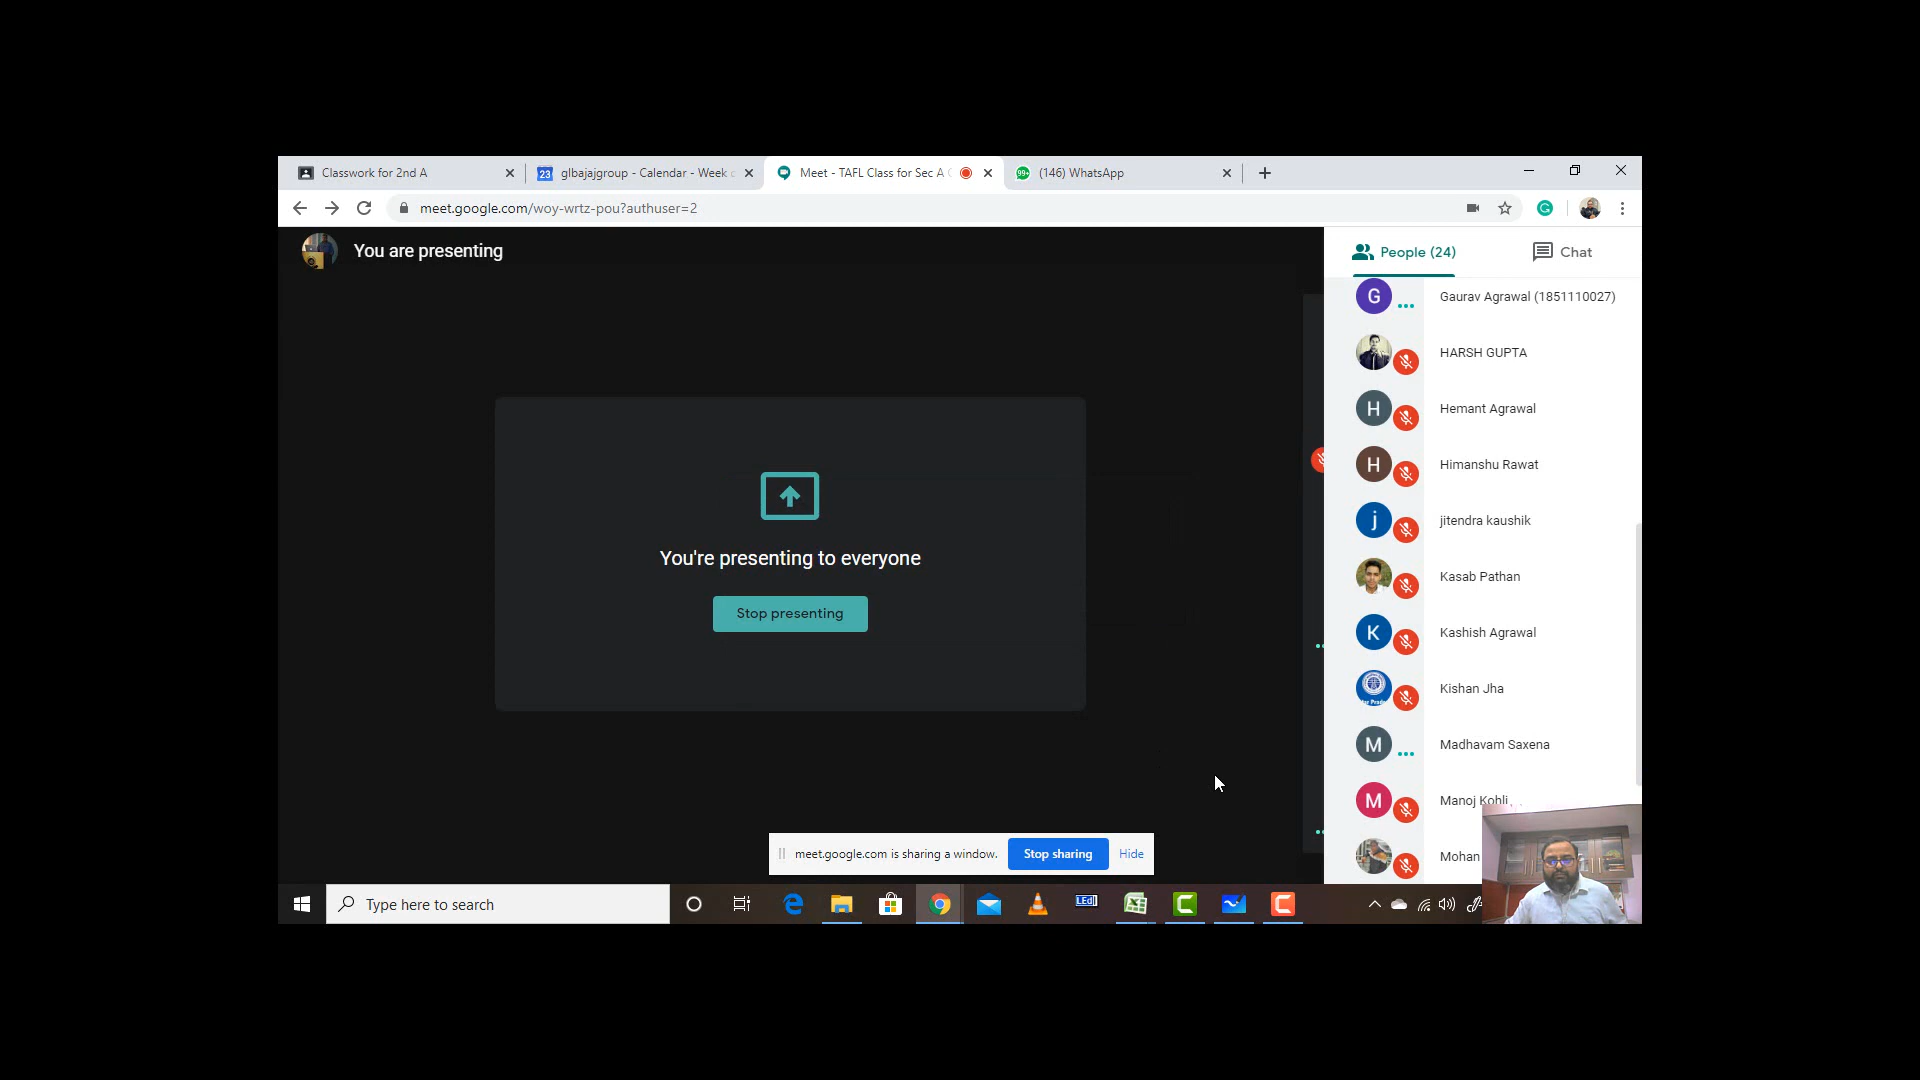 Classwork for 2nd A
23
glbajajgroup - Calendar - Week
Meet - TAFL Class for Sec A
99+
(146) WhatsApp
meet.google.com/woy-wrtz-pou?authuser=2
G
You are presenting
People (24)
Chat
G
Gaurav Agrawal (1851110027)
HARSH GUPTA
H
Hemant Agrawal
H
Himanshu Rawat
j
jitendra kaushik
Kasab Pathan
K
Kashish Agrawal
Kishan Jha
M
Madhavam Saxena
M
Manoj Kohli
Mohan
You're presenting to everyone
Stop presenting
meet.google.com is sharing a window.
Stop sharing
Hide
Type here to search
LEd